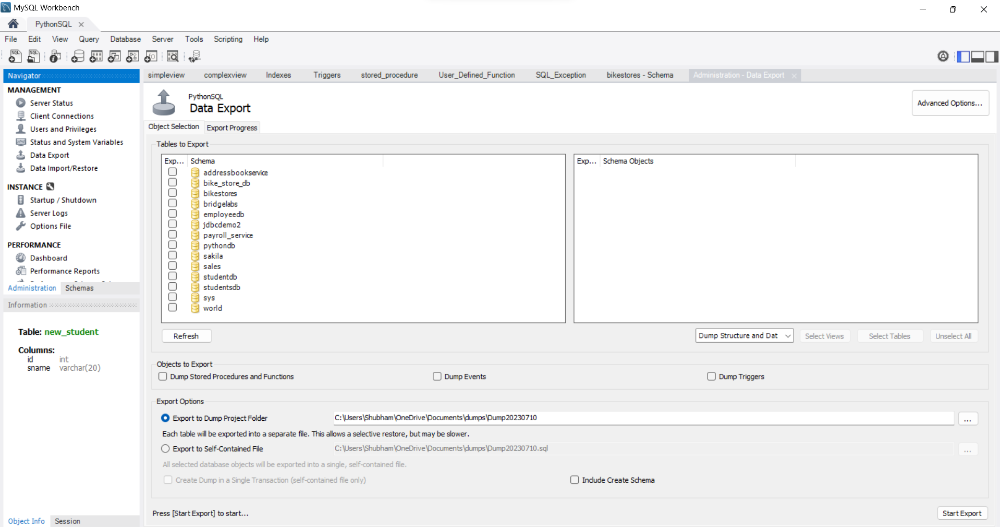 MySQL Workbench
PythonSQL
File Edit View Query Database Server Tools Scripting Help
Navigator
MANAGEMENT
Server Status
Client Connections
Users and Privileges
Status and System Variables
Data Export
Data Import/Restore
INSTANCE
Startup / Shutdown
Server Logs
Options File
PERFORMANCE
Dashboard
Performance Reports
Administration Schemas
Information
Table: new_student
Columns:
id int
sname varchar(20)
Object Info Session
simpleview complexview Indexes Triggers stored_procedure User_Defined_Function SQL_Exception bikestores - Schema Administration - Data Export
PythonSQL
Data Export
Advanced Options...
Object Selection Export Progress
Tables to Export
Exp... Schema
addressbookservice
bike_store_db
bikestores
bridgelabs
employeedb
jdbcdemo2
payroll_service
pythondb
sakila
sales
studentdb
studentsdb
sys
world
Exp... Schema Objects
Refresh
Dump Structure and Dat Select Views Select Tables Unselect All
Objects to Export
Dump Stored Procedures and Functions Dump Events Dump Triggers
Export Options
Export to Dump Project Folder C:\Users\Shubham\OneDrive\Documents\dumps\Dump20230710 ...
Each table will be exported into a separate file. This allows a selective restore, but may be slower.
Export to Self-Contained File C:\Users\Shubham\OneDrive\Documents\dumps\Dump20230710.sql ...
All selected database objects will be exported into a single, self-contained file.
Create Dump in a Single Transaction (self-contained file only) Include Create Schema
Press [Start Export] to start...
Start Export